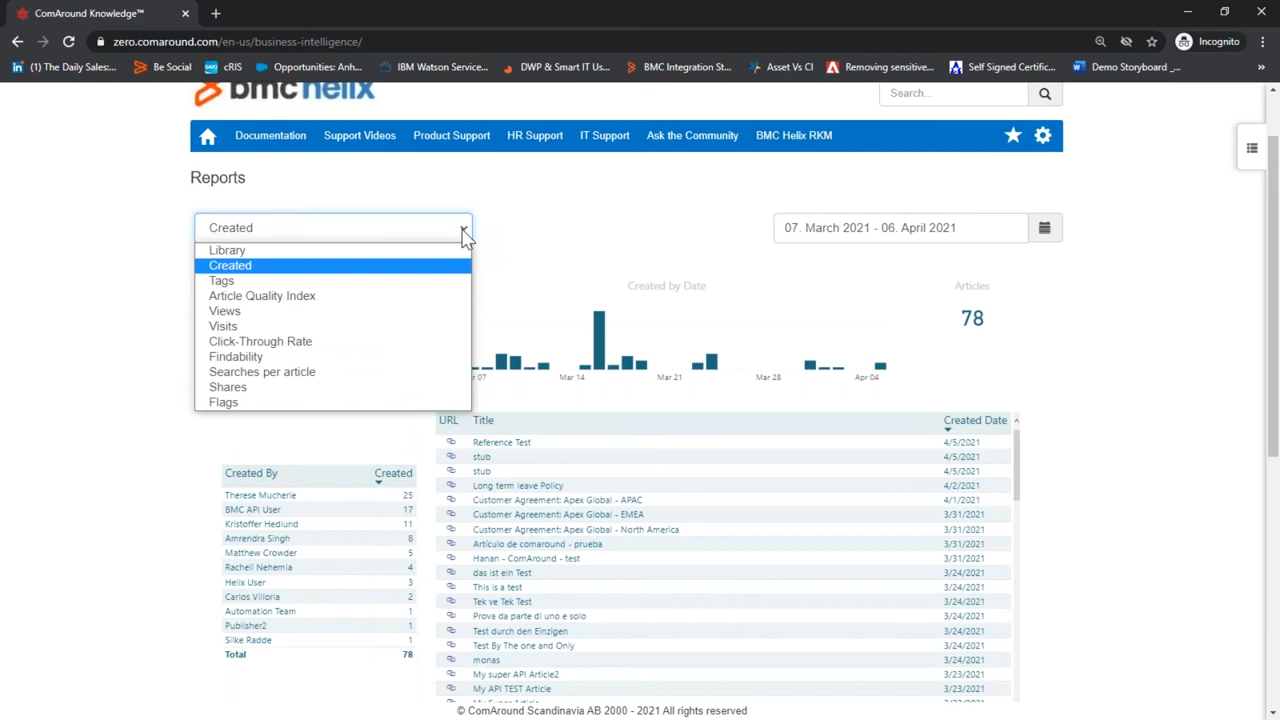 ComAround Knowledge™
zero.comaround.com/en-us/business-intelligence/
Incognito
(1) The Daily Sales:...
Be Social
cRIS
Opportunities: Anh...
IBM Watson Service...
DWP & Smart IT Us...
BMC Integration St...
Asset Vs CI
Removing sensitive...
Self Signed Certific...
Demo Storyboard _...
bmc helix
Search...
Documentation
Support Videos
Product Support
HR Support
IT Support
Ask the Community
BMC Helix RKM
Reports
Created
07. March 2021 - 06. April 2021
Library
Created
Tags
Article Quality Index
Views
Visits
Click-Through Rate
Findability
Searches per article
Shares
Flags
Created by Date
Articles
78
07
Mar 14
Mar 21
Mar 28
Apr 04
Created By Created
Therese Mucherie 25
BMC API User 17
Kristoffer Hedlund 11
Amrendra Singh 8
Matthew Crowder 5
Racheli Nehemia 4
Helix User 3
Carlos Villoria 2
Automation Team 1
Publisher2 1
Silke Radde 1
Total 78
URL Title Created Date
Reference Test 4/5/2021
stub 4/5/2021
stub 4/5/2021
Long term leave Policy 4/2/2021
Customer Agreement: Apex Global - APAC 4/1/2021
Customer Agreement: Apex Global - EMEA 3/31/2021
Customer Agreement: Apex Global - North America 3/31/2021
Artículo de comaround - prueba 3/31/2021
Hanan - ComAround - test 3/31/2021
das ist ein Test 3/24/2021
This is a test 3/24/2021
Tek ve Tek Test 3/24/2021
Prova da parte di uno e solo 3/24/2021
Test durch den Einzigen 3/24/2021
Test By The one and Only 3/24/2021
monas 3/24/2021
My super API Article2 3/23/2021
My API TEST Article 3/23/2021
© ComAround Scandinavia AB 2000 - 2021 All rights reserved